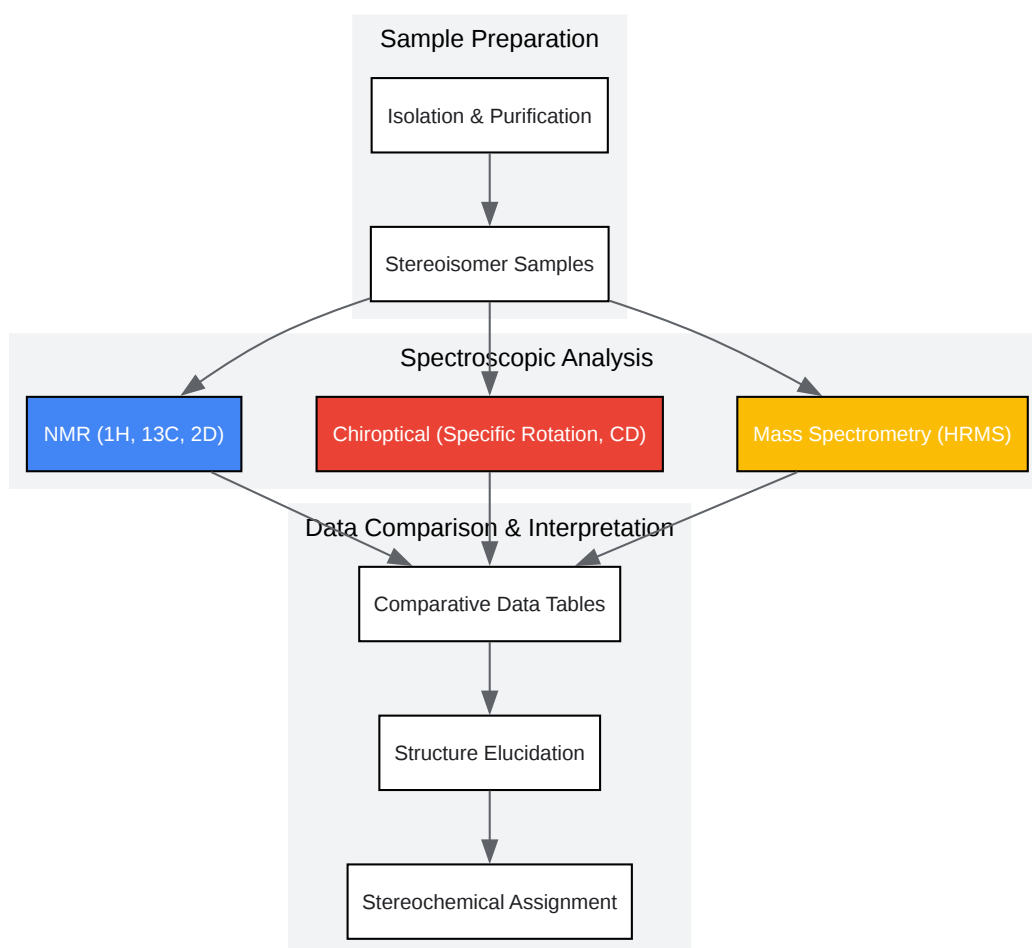 Sample Preparation
Isolation & Purification
Stereoisomer Samples
Spectroscopic Analysis
NMR (1H, 13C, 2D)
Chiroptical (Specific Rotation, CD)
Mass Spectrometry (HRMS)
Data Comparison & Interpretation
Comparative Data Tables
Structure Elucidation
Stereochemical Assignment